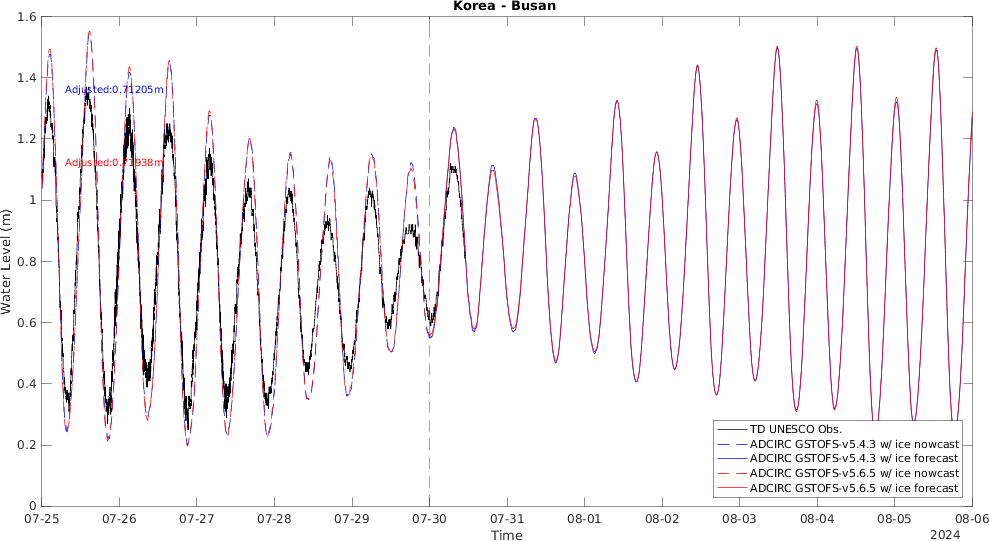 Korea - Busan
1.6
1.4
1.2
1
0.8
0.6
0.4
0.2
0
Water Level (m)
Adjusted:0.71205m
Adjusted:0.71938m
TD UNESCO Obs.
ADCIRC GSTOFS-v5.4.3 w/ ice nowcast
ADCIRC GSTOFS-v5.4.3 w/ ice forecast
ADCIRC GSTOFS-v5.6.5 w/ ice nowcast
ADCIRC GSTOFS-v5.6.5 w/ ice forecast
07-25 07-26 07-27 07-28 07-29 07-30 07-31 08-01 08-02 08-03 08-04 08-05 08-06
Time
2024